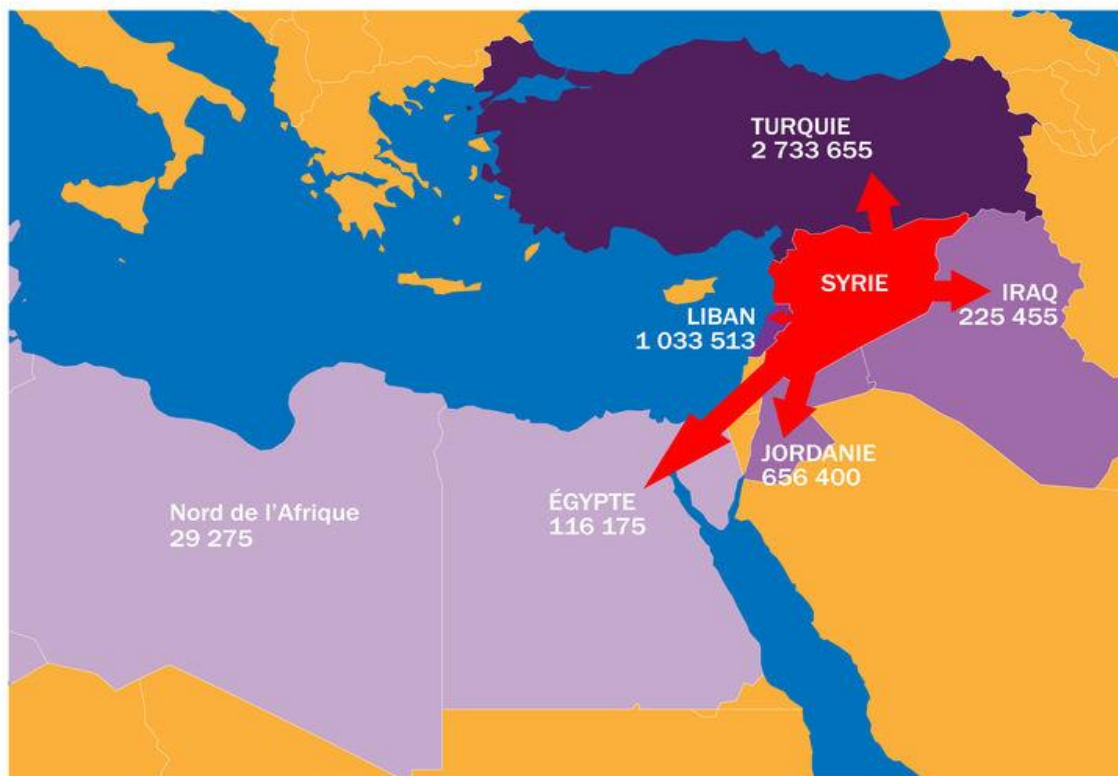 TURQUIE
2 733 655
SYRIE
IRAQ
225 455
LIBAN
1 033 513
JORDANIE
656 400
ÉGYPTE
116 175
Nord de l’Afrique
29 275